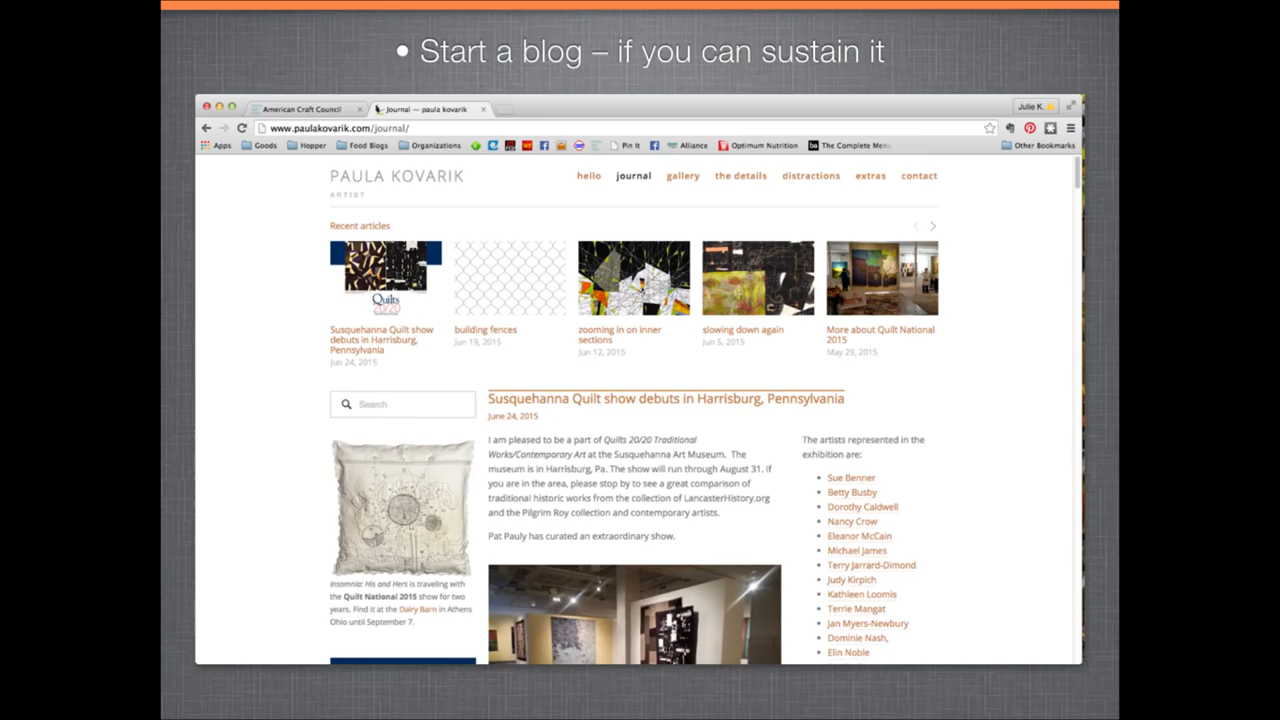 • Start a blog – if you can sustain it
American Craft Council
Journal — paula kovarik
Julie K.
www.paulakovarik.com/journal/
Apps Goods Hopper Food Blogs Organizations Pin It Alliance Optimum Nutrition ba The Complete Men Other Bookmarks
PAULA KOVARIK
ARTIST
hello journal gallery the details distractions extras contact
Recent articles
Quilts
20/20
Susquehanna Quilt show
debuts in Harrisburg,
Pennsylvania
Jun 24, 2015
building fences
Jun 19, 2015
zooming in on inner
sections
Jun 12, 2015
slowing down again
Jun 5, 2015
More about Quilt National
2015
May 29, 2015
Search
Insomnia: His and Hers is traveling with
the Quilt National 2015 show for two
years. Find it at the Dairy Barn in Athens
Ohio until September 7.
Susquehanna Quilt show debuts in Harrisburg, Pennsylvania
June 24, 2015
I am pleased to be a part of Quilts 20/20 Traditional
Works/Contemporary Art at the Susquehanna Art Museum. The
museum is in Harrisburg, Pa. The show will run through August 31. If
you are in the area, please stop by to see a great comparison of
traditional historic works from the collection of LancasterHistory.org
and the Pilgrim Roy collection and contemporary artists.
Pat Pauly has curated an extraordinary show.
The artists represented in the
exhibition are:
• Sue Benner
• Betty Busby
• Dorothy Caldwell
• Nancy Crow
• Eleanor McCain
• Michael James
• Terry Jarrard-Dimond
• Judy Kirpich
• Kathleen Loomis
• Terrie Mangat
• Jan Myers-Newbury
• Dominie Nash,
• Elin Noble